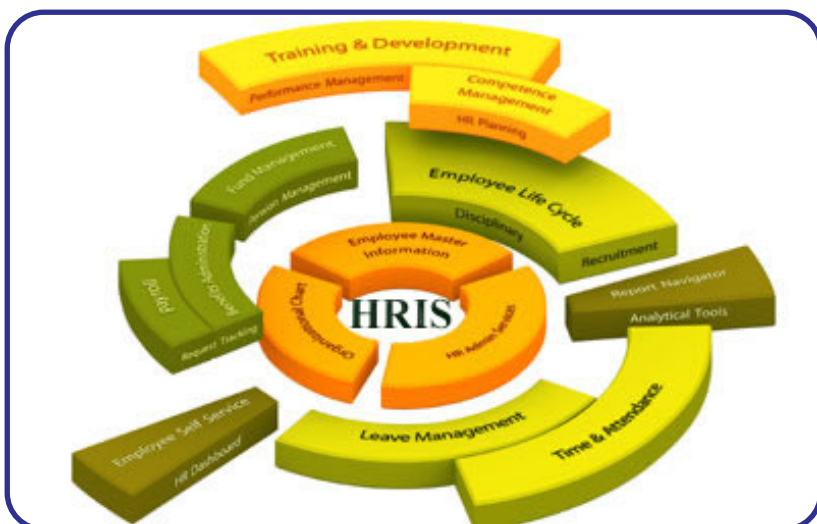 Training & Development
Performance Management
Competence
Management
HR Planning
Fund Management
Pension Management
Employee Life Cycle
Disciplinary
Recruitment
Benefits Administration
Payroll
Request Tracking
Employee Master
Information
Organizational Chart
HRIS
HR Admin Services
Report Navigator
Analytical Tools
Employee Self Service
HR Dashboard
Leave Management
Time & Attendance